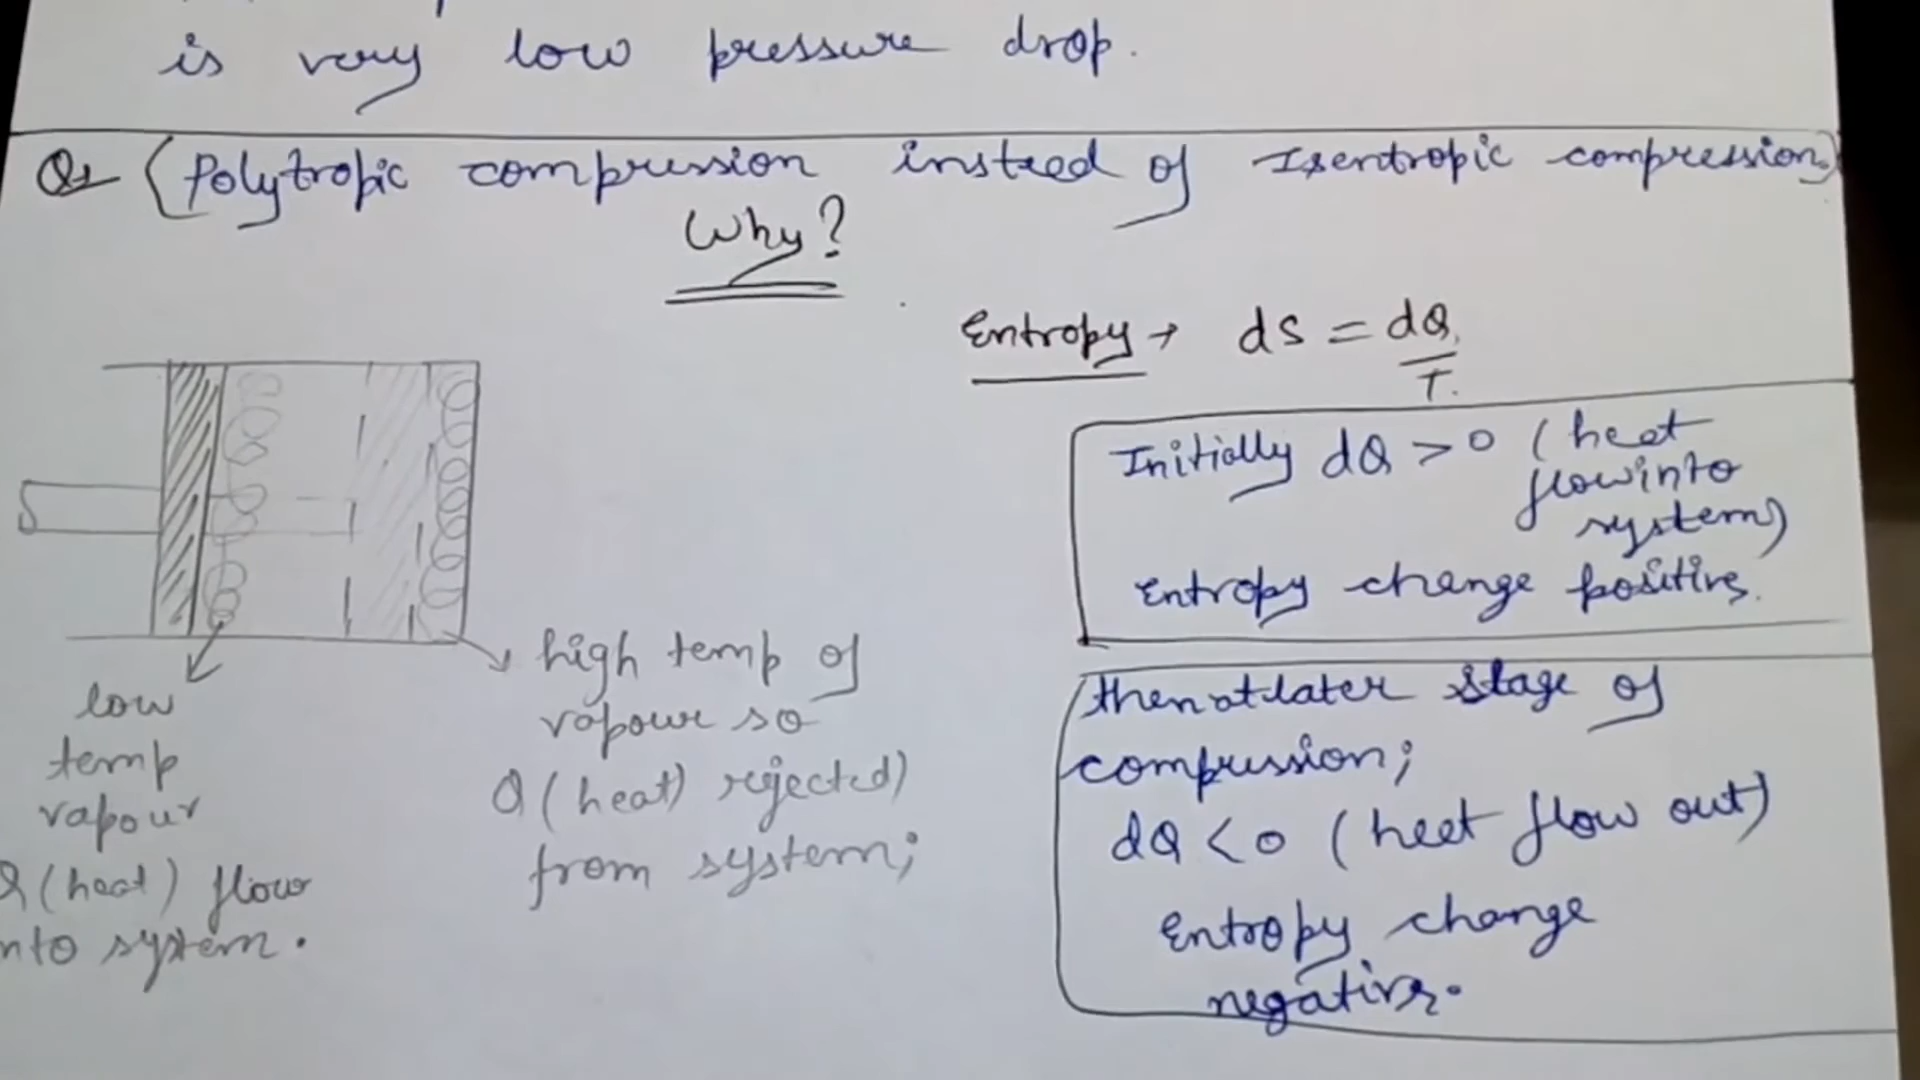 is very low pressure drop.
Q1 (Polytropic compression instead of Isentropic compression)
Why?
Entropy → dS = dQ/T.
Initially dQ > 0 (heat
flow into
system)
Entropy change positive.
then at later stage of
compression;
dQ < 0 (heat flow out)
Entropy change
negative.
low
temp
vapour
Q (heat) flow
nto system.
high temp of
vapour so
Q (heat) rejected)
from system;